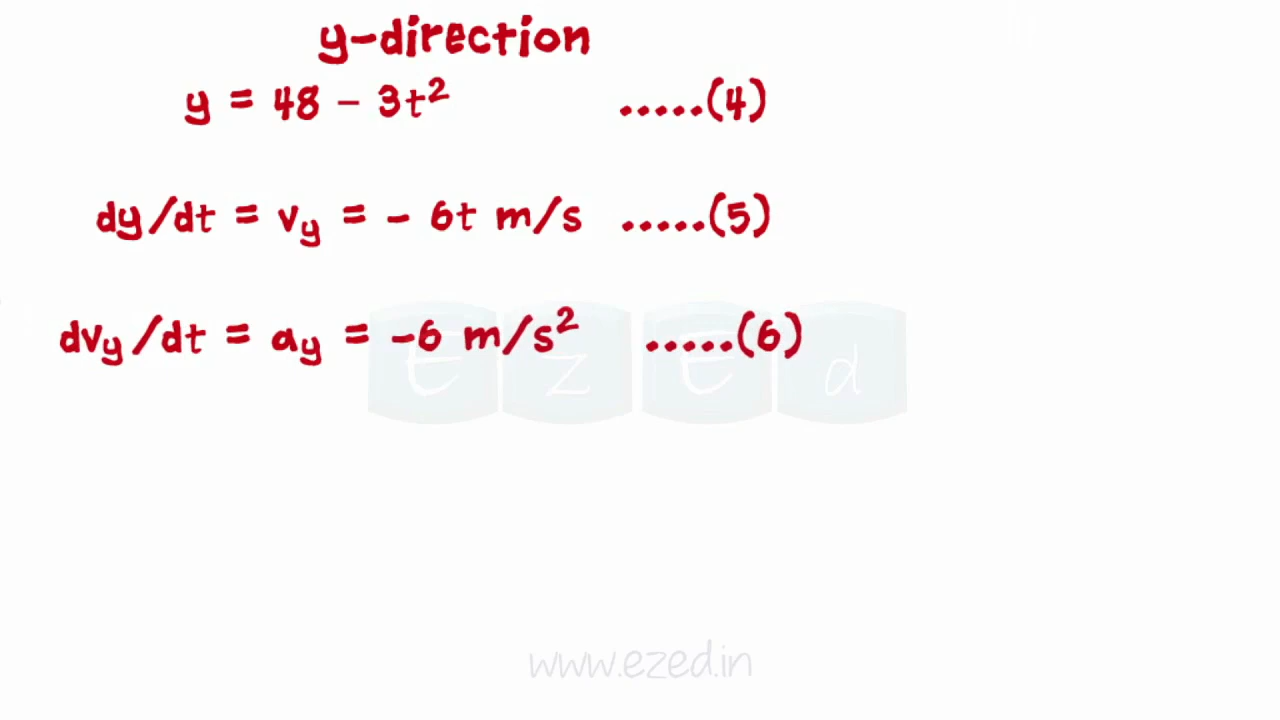 y-direction
y = 48 – 3t² .....(4)
dy/dt = vy = - 6t m/s .....(5)
dvy/dt = ay = -6 m/s² .....(6)
E z E d
www.ezed.in